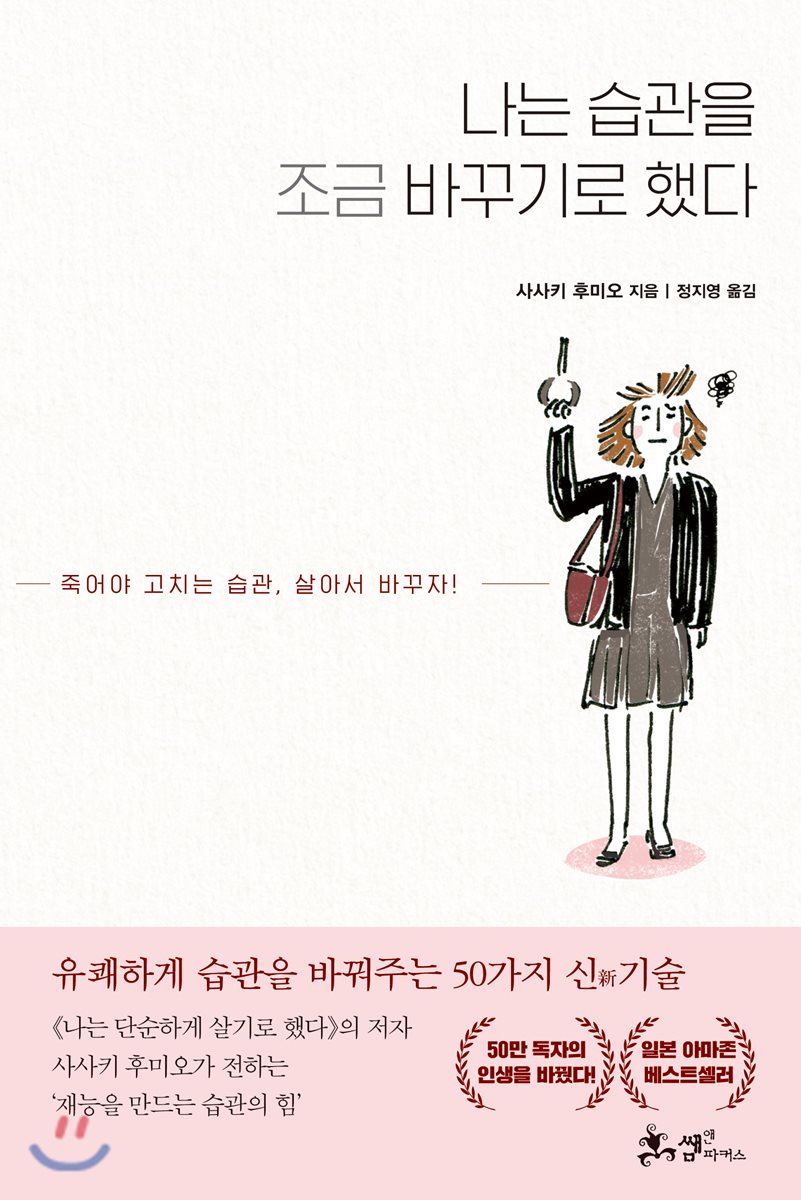 나는 습관을
조금 바꾸기로 했다
사사키 후미오 지음 | 정지영 옮김
죽어야 고치는 습관, 살아서 바꾸자!
유쾌하게 습관을 바꿔주는 50가지 신新기술
《나는 단순하게 살기로 했다》의 저자
사사키 후미오가 전하는
‘재능을 만드는 습관의 힘’
50만 독자의
인생을 바꿨다!
일본 아마존
베스트셀러
쌤앤파커스